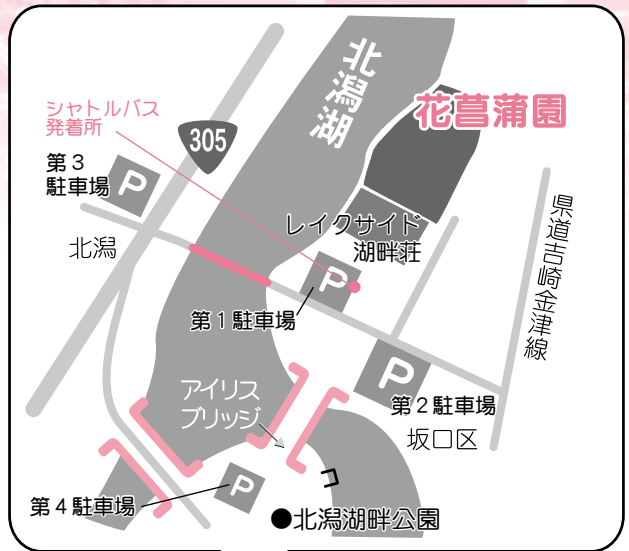 北潟湖
花菖蒲園
シャトルバス
発着所
305
第3
駐車場
P
北潟
レイクサイド
湖畔荘
P
第1駐車場
県道吉崎金津線
P
第2駐車場
坂口区
アイリス
ブリッジ
P
第4駐車場
●北潟湖畔公園